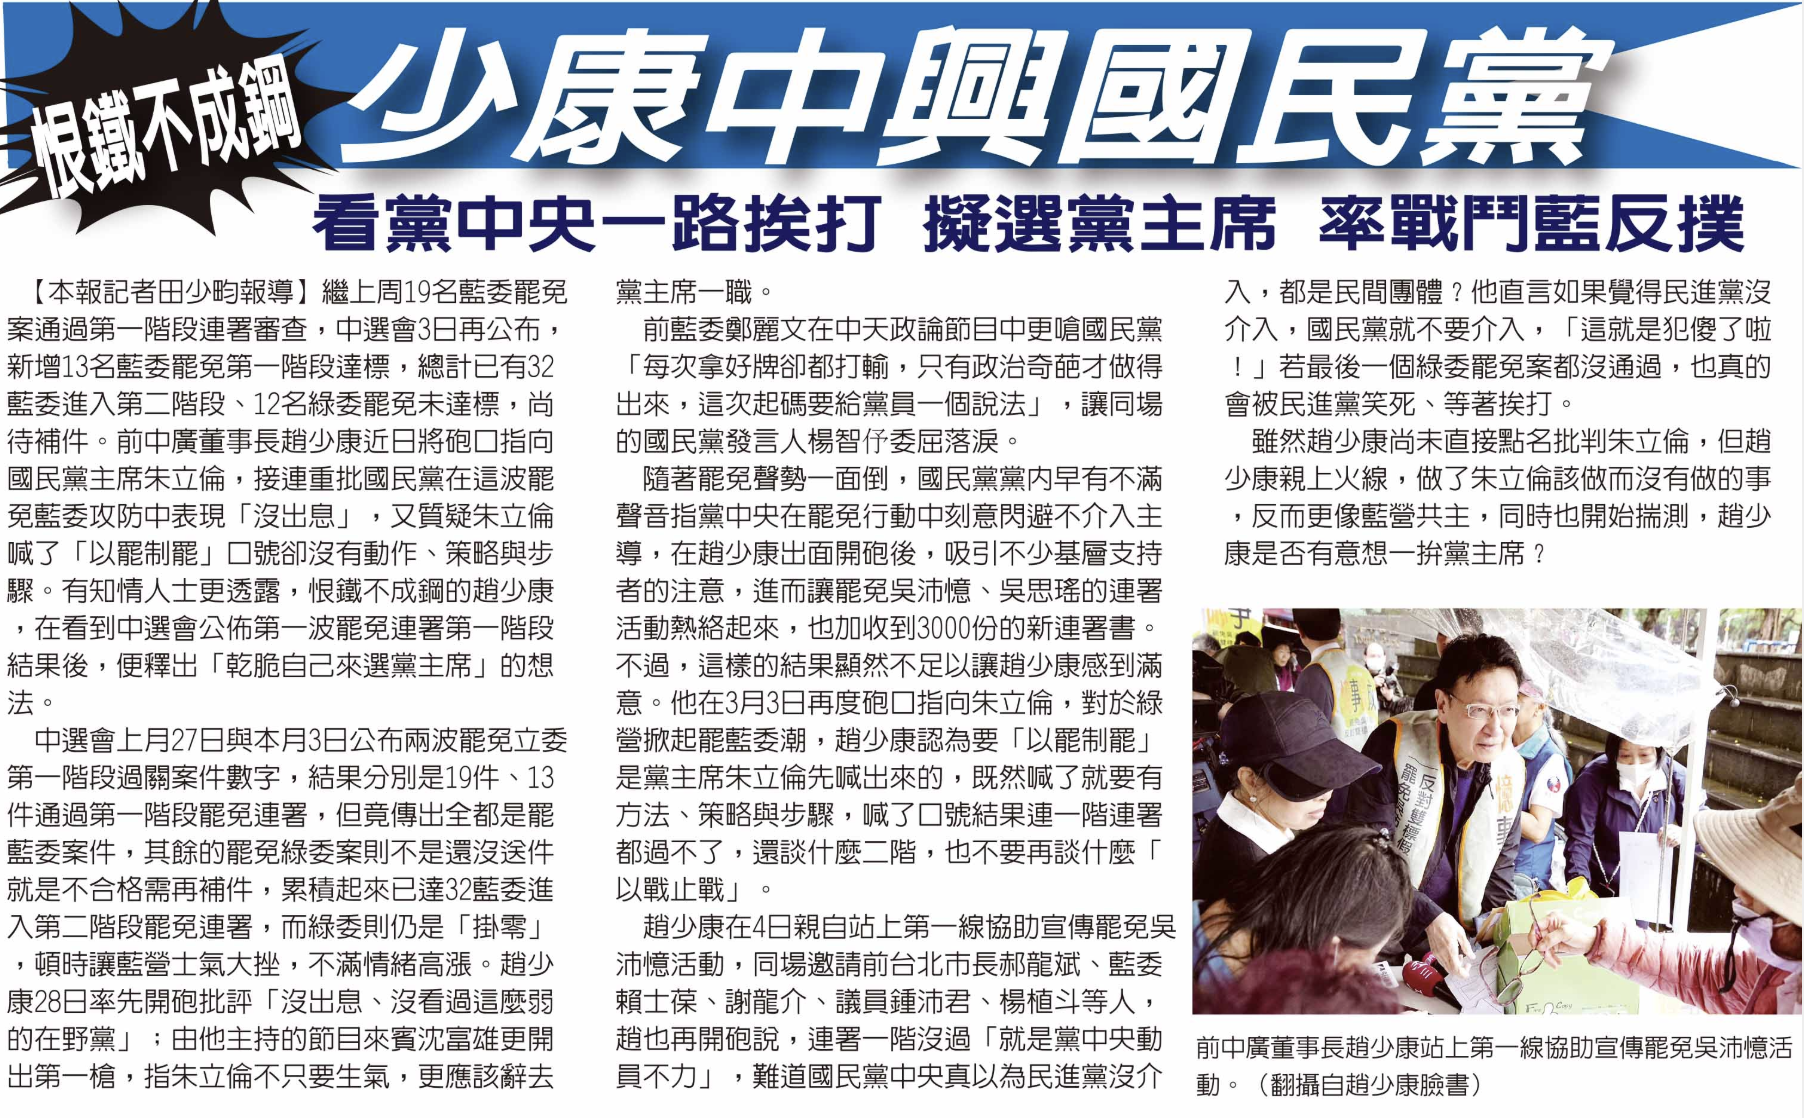 恨鐵不成鋼
少康中興國民黨
看黨中央一路挨打 擬選黨主席 率戰鬥藍反撲
【本報記者田少畇報導】繼上周19名藍委罷免
案通過第一階段連署審查，中選會3日再公布，
新增13名藍委罷免第一階段達標，總計已有32
藍委進入第二階段、12名綠委罷免未達標，尚
待補件。前中廣董事長趙少康近日將砲口指向
國民黨主席朱立倫，接連重批國民黨在這波罷
免藍委攻防中表現「沒出息」，又質疑朱立倫
喊了「以罷制罷」口號卻沒有動作、策略與步
驟。有知情人士更透露，恨鐵不成鋼的趙少康
，在看到中選會公佈第一波罷免連署第一階段
結果後，便釋出「乾脆自己來選黨主席」的想
法。
中選會上月27日與本月3日公布兩波罷免立委
第一階段過關案件數字，結果分別是19件、13
件通過第一階段罷免連署，但竟傳出全都是罷
藍委案件，其餘的罷免綠委案則不是還沒送件
就是不合格需再補件，累積起來已達32藍委進
入第二階段罷免連署，而綠委則仍是「掛零」
，頓時讓藍營士氣大挫，不滿情緒高漲。趙少
康28日率先開砲批評「沒出息、沒看過這麼弱
的在野黨」；由他主持的節目來賓沈富雄更開
出第一槍，指朱立倫不只要生氣，更應該辭去
黨主席一職。
前藍委鄭麗文在中天政論節目中更嗆國民黨
「每次拿好牌卻都打輸，只有政治奇葩才做得
出來，這次起碼要給黨員一個說法」，讓同場
的國民黨發言人楊智伃委屈落淚。
隨著罷免聲勢一面倒，國民黨黨內早有不滿
聲音指黨中央在罷免行動中刻意閃避不介入主
導，在趙少康出面開砲後，吸引不少基層支持
者的注意，進而讓罷免吳沛憶、吳思瑤的連署
活動熱絡起來，也加收到3000份的新連署書。
不過，這樣的結果顯然不足以讓趙少康感到滿
意。他在3月3日再度砲口指向朱立倫，對於綠
營掀起罷藍委潮，趙少康認為要「以罷制罷」
是黨主席朱立倫先喊出來的，既然喊了就要有
方法、策略與步驟，喊了口號結果連一階連署
都過不了，還談什麼二階，也不要再談什麼「
以戰止戰」。
趙少康在4日親自站上第一線協助宣傳罷免吳
沛憶活動，同場邀請前台北市長郝龍斌、藍委
賴士葆、謝龍介、議員鍾沛君、楊植斗等人，
趙也再開砲說，連署一階沒過「就是黨中央動
員不力」，難道國民黨中央真以為民進黨沒介
入，都是民間團體？他直言如果覺得民進黨沒
介入，國民黨就不要介入，「這就是犯傻了啦
！」若最後一個綠委罷免案都沒通過，也真的
會被民進黨笑死、等著挨打。
雖然趙少康尚未直接點名批判朱立倫，但趙
少康親上火線，做了朱立倫該做而沒有做的事
，反而更像藍營共主，同時也開始揣測，趙少
康是否有意想一拚黨主席？
反對雙標
前中廣董事長趙少康站上第一線協助宣傳罷免吳沛憶活
動。（翻攝自趙少康臉書）